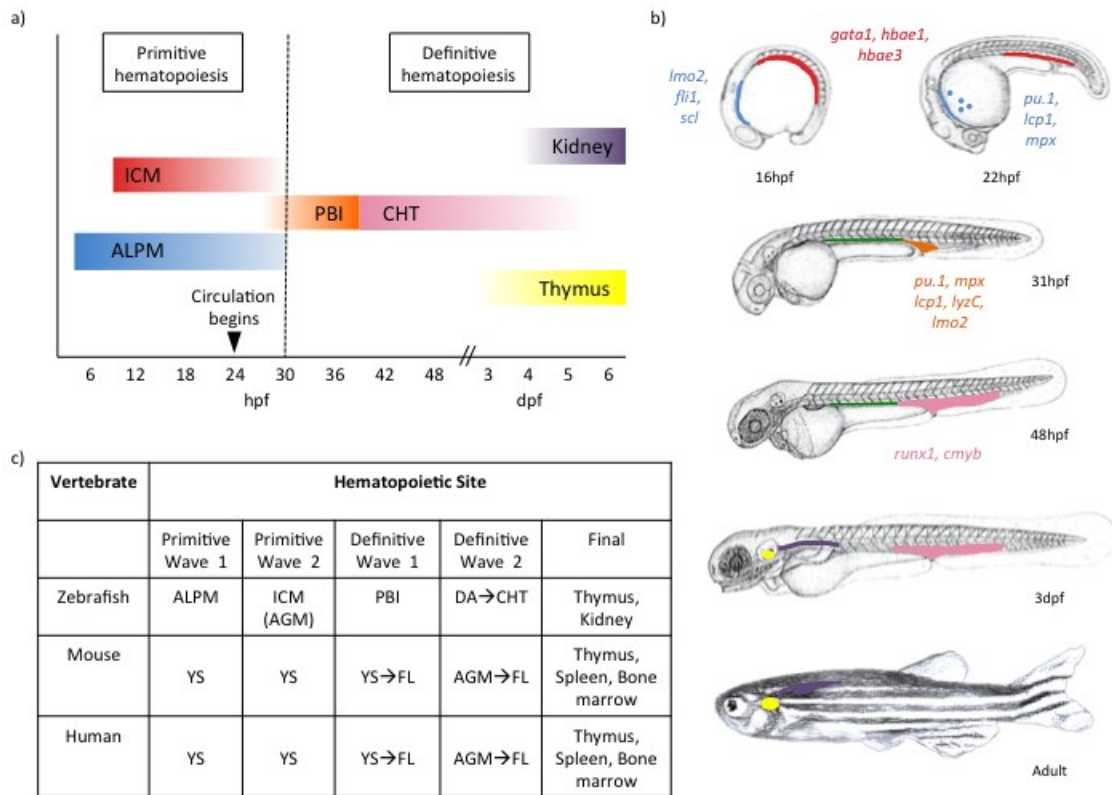 a)
Primitive
hematopoiesis
Definitive
hematopoiesis
Kidney
ICM
PBI
CHT
ALPM
Thymus
Circulation
begins
6 12 18 24 30 36 42 48 3 4 5 6
hpf dpf
b)
gata1, hbae1,
hbae3
lmo2,
fli1,
scl
pu.1,
lcp1,
mpx
16hpf
22hpf
pu.1, mpx
lcp1, lyzC,
lmo2
31hpf
48hpf
runx1, cmyb
3dpf
Adult
c)
Vertebrate Hematopoietic Site
Primitive Primitive Definitive Definitive Final
Wave 1 Wave 2 Wave 1 Wave 2
Zebrafish ALPM ICM PBI DA→CHT Thymus,
(AGM) Kidney
Mouse Thymus,
YS YS YS→FL AGM→FL Spleen, Bone
marrow
Human Thymus,
YS YS YS→FL AGM→FL Spleen, Bone
marrow